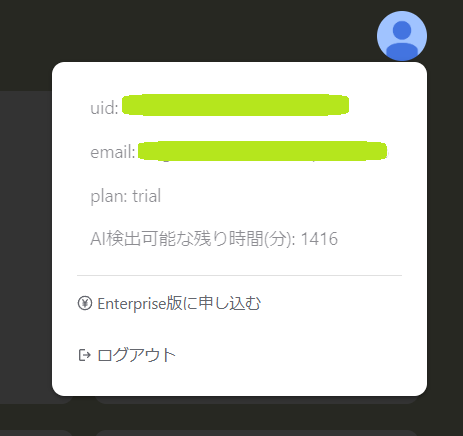 uid:
email:
plan: trial
AI検出可能な残り時間(分): 1416
Enterprise版に申し込む
ログアウト